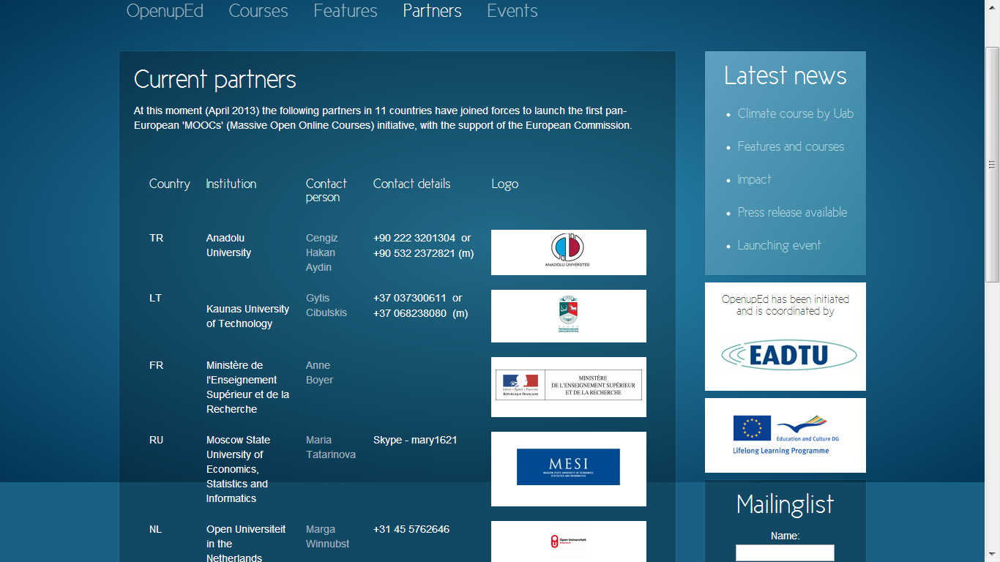 OpenupEd Courses Features Partners Events
Current partners
At this moment (April 2013) the following partners in 11 countries have joined forces to launch the first pan-
European 'MOOCs' (Massive Open Online Courses) initiative, with the support of the European Commission.
Country Institution Contact person Contact details Logo
TR
Anadolu
University
Cengiz
Hakan
Aydin
+90 222 3201304 or
+90 532 2372821 (m)
ANADOLU ÜNİVERSİTESİ
LT
Kaunas University
of Technology
Gytis
Cibulskis
+37 037300611 or
+37 068238080 (m)
TECHNOLOGIJOS
UNIVERSITETAS
FR
Ministère de
l'Enseignement
Supérieur et de la
Recherche
Anne
Boyer
Liberté • Égalité • Fraternité
RÉPUBLIQUE FRANÇAISE
MINISTÈRE
DE L'ENSEIGNEMENT SUPÉRIEUR
ET DE LA RECHERCHE
RU
Moscow State
University of
Economics,
Statistics and
Informatics
Maria
Tatarinova
Skype - mary1621
MESI
MOSCOW STATE UNIVERSITY OF ECONOMICS,
STATISTICS AND INFORMATICS
NL
Open Universiteit
in the
Netherlands
Marga
Winnubst
+31 45 5762646
Open Universiteit
Latest news
Climate course by Uab
Features and courses
Impact
Press release available
Launching event
OpenupEd has been initiated
and is coordinated by
EADTU
Education and Culture DG
Lifelong Learning Programme
Mailinglist
Name: